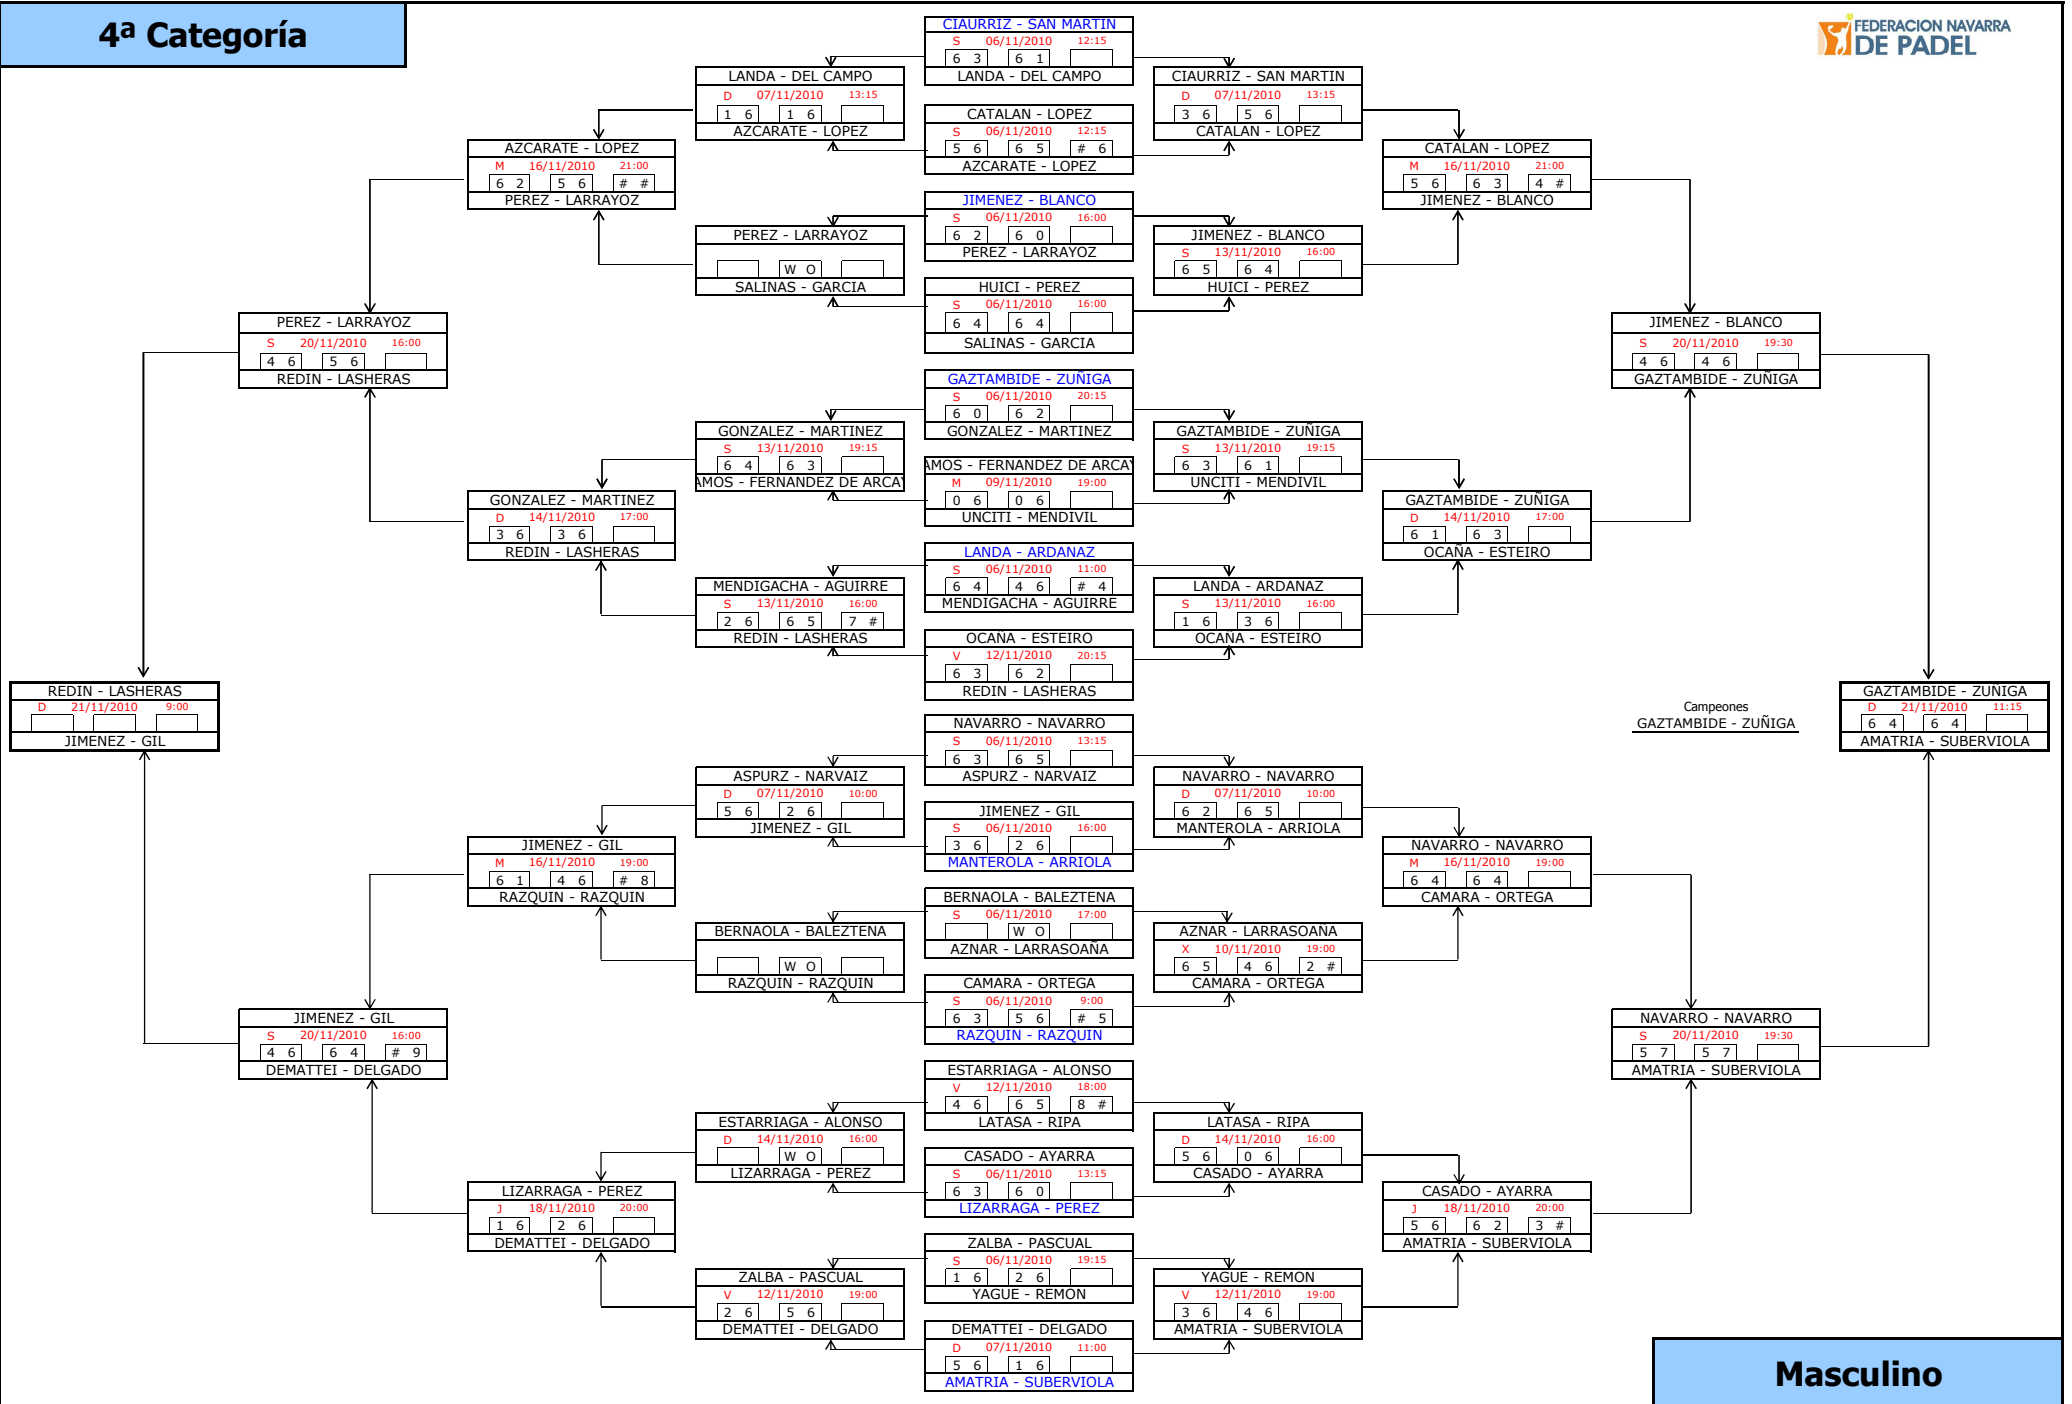 4ª Categoría
FEDERACION NAVARRA
DE PADEL
REDIN - LASHERAS
D 21/11/2010 9:00
JIMENEZ - GIL
PEREZ - LARRAYOZ
S 20/11/2010 16:00
4 6 5 6
REDIN - LASHERAS
JIMENEZ - GIL
S 20/11/2010 16:00
4 6 6 4 # 9
DEMATTEI - DELGADO
AZCARATE - LOPEZ
M 16/11/2010 21:00
6 2 5 6 # #
PEREZ - LARRAYOZ
GONZALEZ - MARTINEZ
D 14/11/2010 17:00
3 6 3 6
REDIN - LASHERAS
JIMENEZ - GIL
M 16/11/2010 19:00
6 1 4 6 # 8
RAZQUIN - RAZQUIN
LIZARRAGA - PEREZ
J 18/11/2010 20:00
1 6 2 6
DEMATTEI - DELGADO
LANDA - DEL CAMPO
D 07/11/2010 13:15
1 6 1 6
AZCARATE - LOPEZ
PEREZ - LARRAYOZ
W O
SALINAS - GARCIA
GONZALEZ - MARTINEZ
S 13/11/2010 19:15
6 4 6 3
AMOS - FERNANDEZ DE ARCAY
MENDIGACHA - AGUIRRE
S 13/11/2010 16:00
2 6 6 5 7 #
REDIN - LASHERAS
ASPURZ - NARVAIZ
D 07/11/2010 10:00
5 6 2 6
JIMENEZ - GIL
BERNAOLA - BALEZTENA
W O
RAZQUIN - RAZQUIN
ESTARRIAGA - ALONSO
D 14/11/2010 16:00
W O
LIZARRAGA - PEREZ
ZALBA - PASCUAL
V 12/11/2010 19:00
2 6 5 6
DEMATTEI - DELGADO
CIAURRIZ - SAN MARTIN
S 06/11/2010 12:15
6 3 6 1
LANDA - DEL CAMPO
CATALAN - LOPEZ
S 06/11/2010 12:15
5 6 6 5 # 6
AZCARATE - LOPEZ
JIMENEZ - BLANCO
S 06/11/2010 16:00
6 2 6 0
PEREZ - LARRAYOZ
HUICI - PEREZ
S 06/11/2010 16:00
6 4 6 4
SALINAS - GARCIA
GAZTAMBIDE - ZUÑIGA
S 06/11/2010 20:15
6 0 6 2
GONZALEZ - MARTINEZ
AMOS - FERNANDEZ DE ARCAY
M 09/11/2010 19:00
0 6 0 6
UNCITI - MENDIVIL
LANDA - ARDANAZ
S 06/11/2010 11:00
6 4 4 6 # 4
MENDIGACHA - AGUIRRE
OCAÑA - ESTEIRO
V 12/11/2010 20:15
6 3 6 2
REDIN - LASHERAS
NAVARRO - NAVARRO
S 06/11/2010 13:15
6 3 6 5
ASPURZ - NARVAIZ
JIMENEZ - GIL
S 06/11/2010 16:00
3 6 2 6
MANTEROLA - ARRIOLA
BERNAOLA - BALEZTENA
S 06/11/2010 17:00
W O
AZNAR - LARRASOAÑA
CAMARA - ORTEGA
S 06/11/2010 9:00
6 3 5 6 # 5
RAZQUIN - RAZQUIN
ESTARRIAGA - ALONSO
V 12/11/2010 18:00
4 6 6 5 8 #
LATASA - RIPA
CASADO - AYARRA
S 06/11/2010 13:15
6 3 6 0
LIZARRAGA - PEREZ
ZALBA - PASCUAL
S 06/11/2010 19:15
1 6 2 6
YAGUE - REMON
DEMATTEI - DELGADO
D 07/11/2010 11:00
5 6 1 6
AMATRIA - SUBERVIOLA
CIAURRIZ - SAN MARTIN
D 07/11/2010 13:15
3 6 5 6
CATALAN - LOPEZ
JIMENEZ - BLANCO
S 13/11/2010 16:00
6 5 6 4
HUICI - PEREZ
GAZTAMBIDE - ZUÑIGA
S 13/11/2010 19:15
6 3 6 1
UNCITI - MENDIVIL
LANDA - ARDANAZ
S 13/11/2010 16:00
1 6 3 6
OCAÑA - ESTEIRO
NAVARRO - NAVARRO
D 07/11/2010 10:00
6 2 6 5
MANTEROLA - ARRIOLA
AZNAR - LARRASOAÑA
X 10/11/2010 19:00
6 5 4 6 2 #
CAMARA - ORTEGA
LATASA - RIPA
D 14/11/2010 16:00
5 6 0 6
CASADO - AYARRA
YAGUE - REMON
V 12/11/2010 19:00
3 6 4 6
AMATRIA - SUBERVIOLA
CATALAN - LOPEZ
M 16/11/2010 21:00
5 6 6 3 4 #
JIMENEZ - BLANCO
GAZTAMBIDE - ZUÑIGA
D 14/11/2010 17:00
6 1 6 3
OCAÑA - ESTEIRO
NAVARRO - NAVARRO
M 16/11/2010 19:00
6 4 6 4
CAMARA - ORTEGA
CASADO - AYARRA
J 18/11/2010 20:00
5 6 6 2 3 #
AMATRIA - SUBERVIOLA
JIMENEZ - BLANCO
S 20/11/2010 19:30
4 6 4 6
GAZTAMBIDE - ZUÑIGA
NAVARRO - NAVARRO
S 20/11/2010 19:30
5 7 5 7
AMATRIA - SUBERVIOLA
Campeones
GAZTAMBIDE - ZUÑIGA
GAZTAMBIDE - ZUÑIGA
D 21/11/2010 11:15
6 4 6 4
AMATRIA - SUBERVIOLA
Masculino